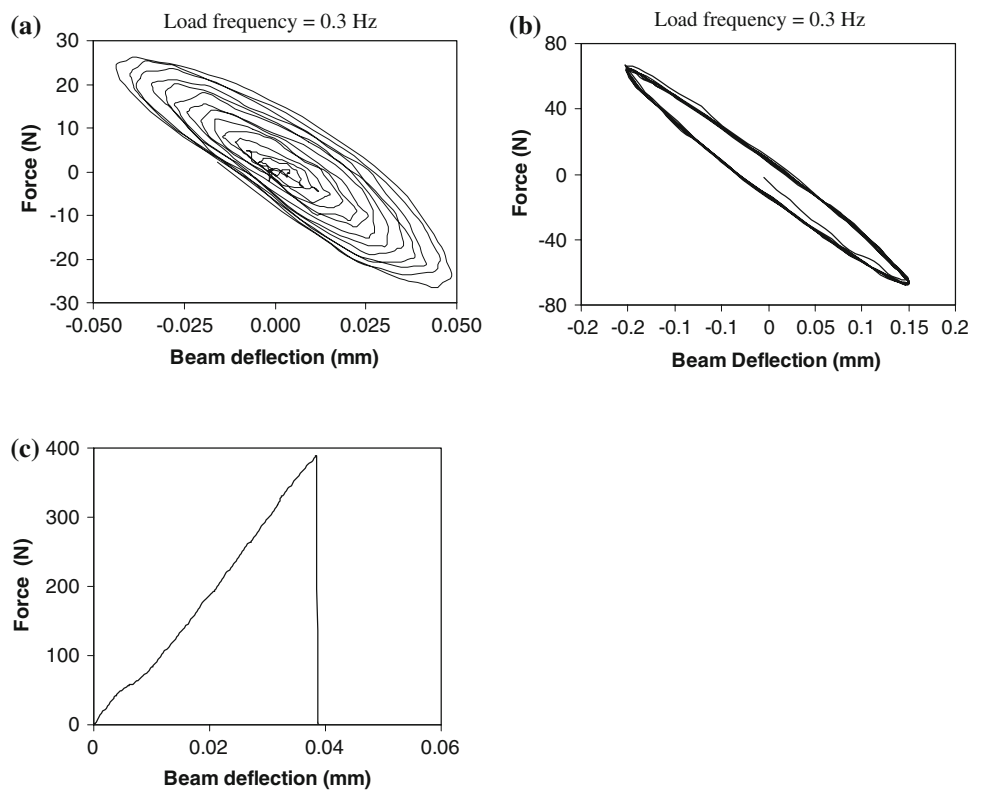 (a)
Load frequency = 0.3 Hz
30
20
10
0
-10
-20
-30
Force (N)
-0.050 -0.025 0.000 0.025 0.050
Beam deflection (mm)
(b)
Load frequency = 0.3 Hz
80
40
0
-40
-80
Force (N)
-0.2 -0.2 -0.1 -0.1 0 0.05 0.1 0.15 0.2
Beam Deflection (mm)
(c)
400
300
200
100
0
Force (N)
0 0.02 0.04 0.06
Beam deflection (mm)